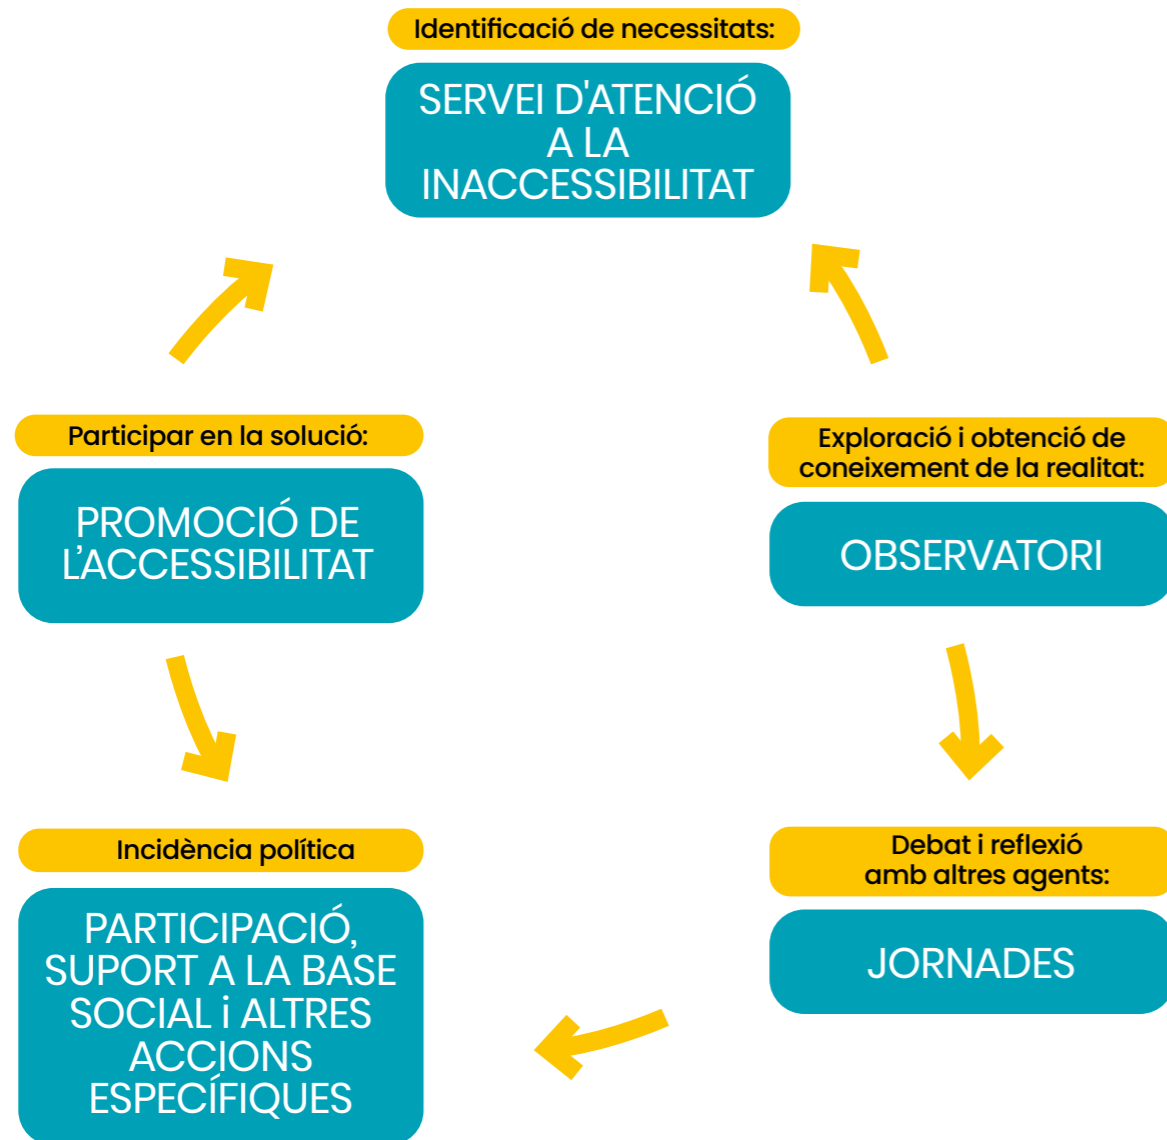 Identificació de necessitats:
SERVEI D'ATENCIÓ
A LA
INACCESSIBILITAT
Participar en la solució:
PROMOCIÓ DE
L'ACCESSIBILITAT
Exploració i obtenció de
coneixement de la realitat:
OBSERVATORI
Incidència política
PARTICIPACIÓ,
SUPORT A LA BASE
SOCIAL i ALTRES
ACCIONS
ESPECÍFIQUES
Debat i reflexió
amb altres agents:
JORNADES